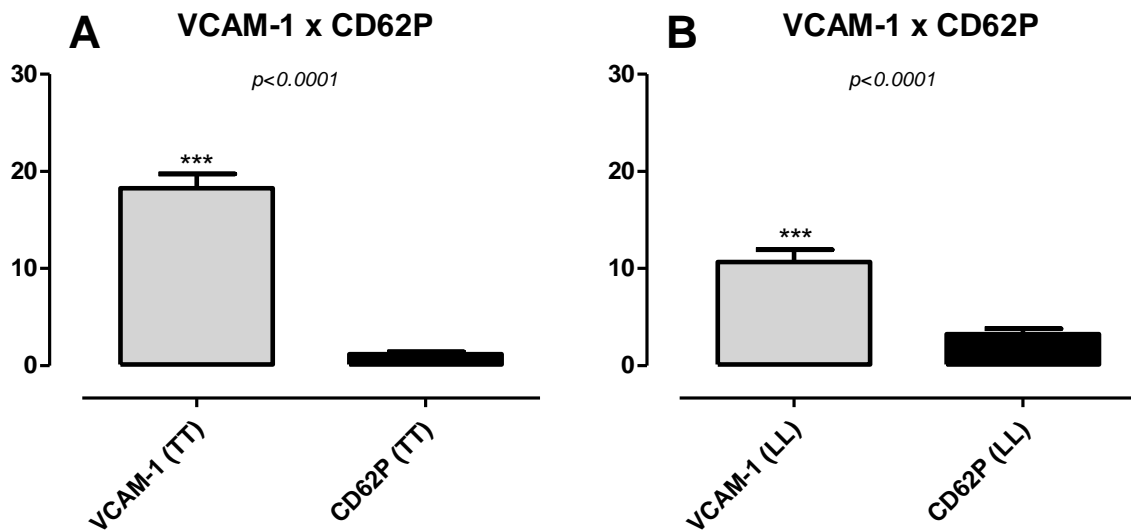 A
VCAM-1 x CD62P
p<0.0001
30
20
10
0
***
VCAM-1 (TT)
CD62P (TT)
B
VCAM-1 x CD62P
p<0.0001
30
20
10
0
***
VCAM-1 (LL)
CD62P (LL)